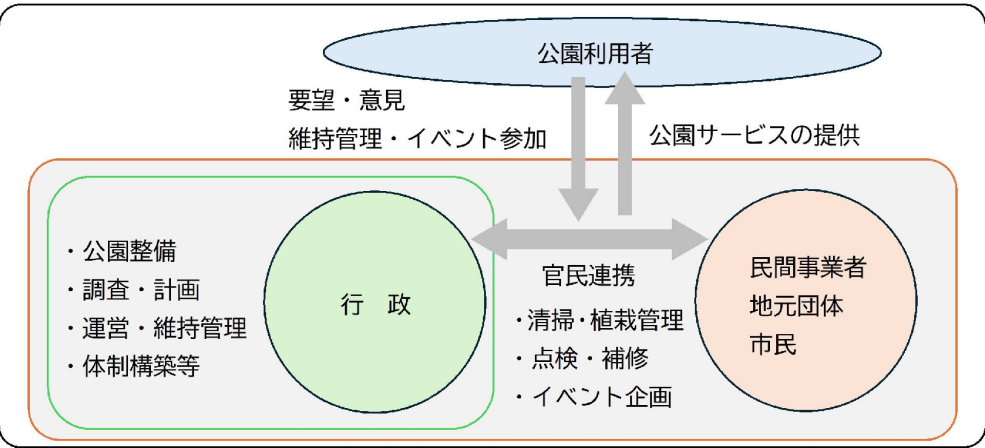 公園利用者
要望・意見
維持管理・イベント参加
公園サービスの提供
・公園整備
・調査・計画
・運営・維持管理
・体制構築等
行 政
官民連携
・清掃・植栽管理
・点検・補修
・イベント企画
民間事業者
地元団体
市民